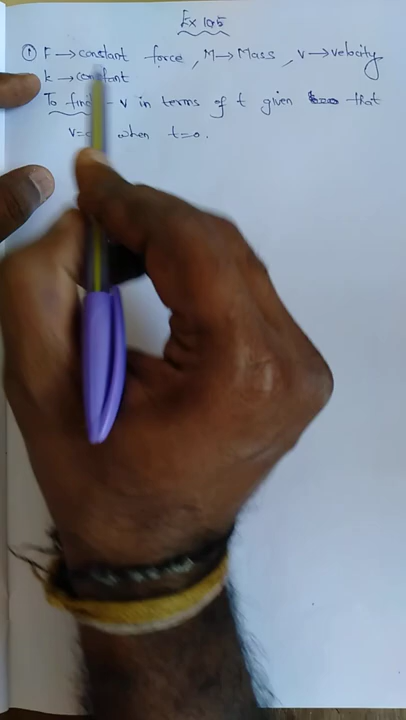 Ex 10.5
① F → constant force, M → Mass, v → velocity
k → constant
To find - v in terms of t given that
v= when t=0.